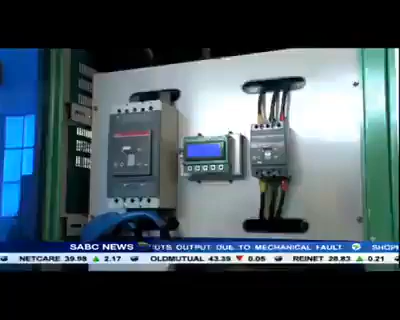 SABC NEWS UTS OUTPUT DUE TO MECHANICAL FAULT SHOPR
NETCARE 39.98 ▲ 2.17 OLDMUTUAL 43.39 ▼ 0.05 REINET 28.83 ▲ 0.21